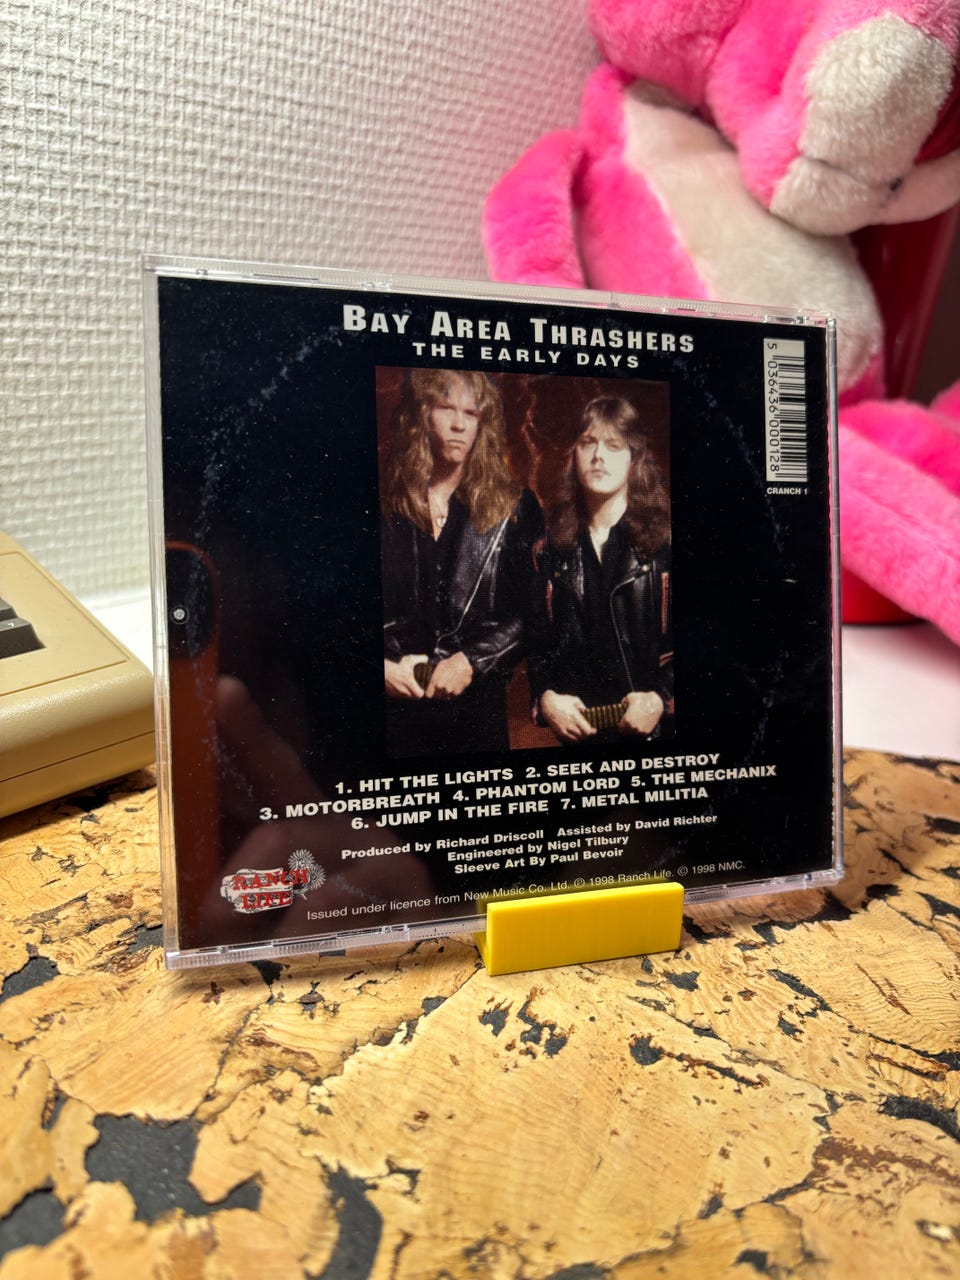 BAY AREA THRASHERS
THE EARLY DAYS
5 036436 000128
CRANCH 1
1. HIT THE LIGHTS 2. SEEK AND DESTROY
3. MOTORBREATH 4. PHANTOM LORD 5. THE MECHANIX
6. JUMP IN THE FIRE 7. METAL MILITIA
Produced by Richard Driscoll Assisted by David Richter
Engineered by Nigel Tilbury
Sleeve Art By Paul Bevoir
RANCH
LIFE
Issued under licence from New Music Co. Ltd. ℗ 1998 Ranch Life. © 1998 NMC.